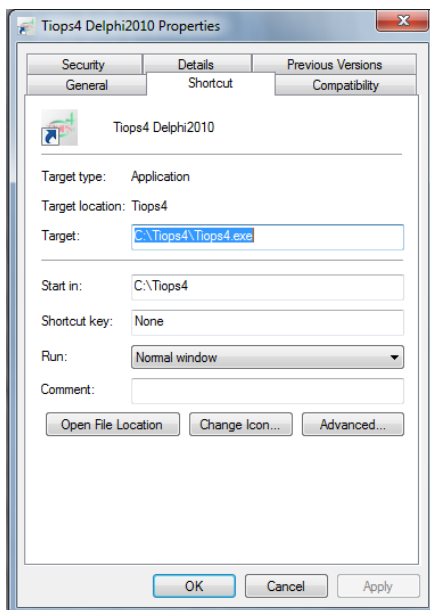 Tiops4 Delphi2010 Properties
Security Details Previous Versions
General Shortcut Compatibility
Tiops4 Delphi2010
Target type: Application
Target location: Tiops4
Target: C:\Tiops4\Tiops4.exe
Start in: C:\Tiops4
Shortcut key: None
Run: Normal window
Comment:
Open File Location Change Icon... Advanced...
OK Cancel Apply